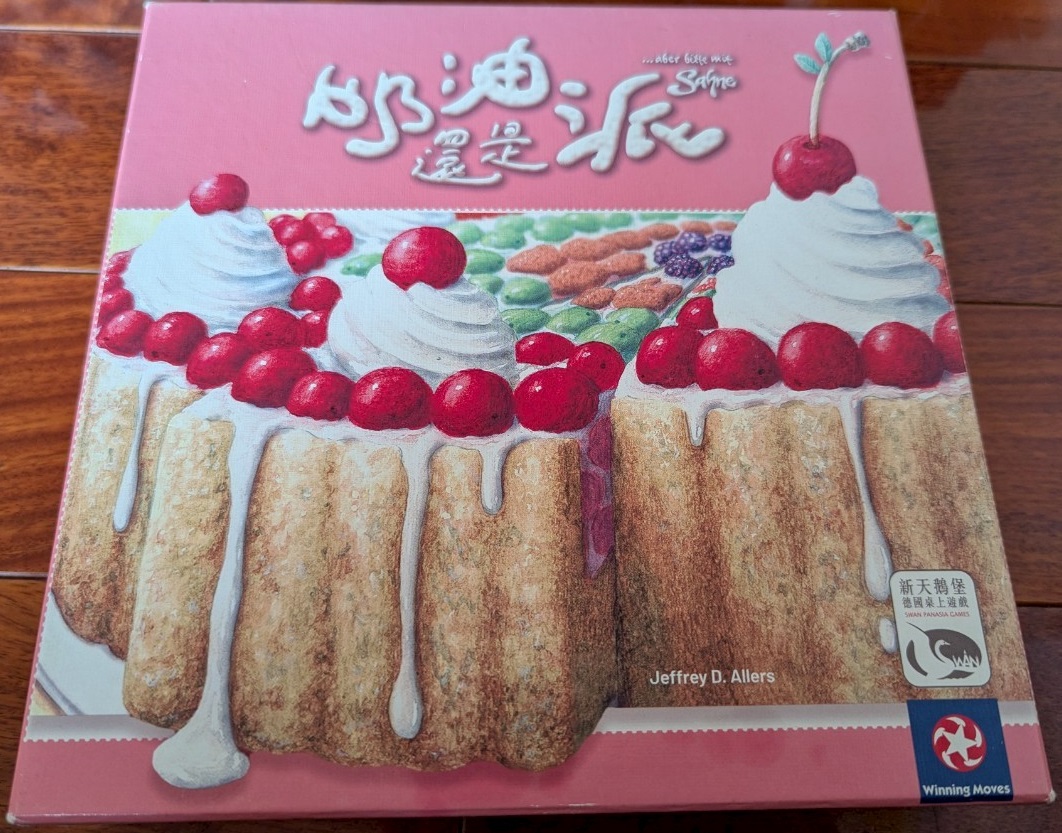 ...aber bitte mit
Sahne
奶油
還是派
Jeffrey D. Allers
新天鵝堡
德國桌上遊戲
SWAN PANASIA GAMES
SWAN
Winning Moves